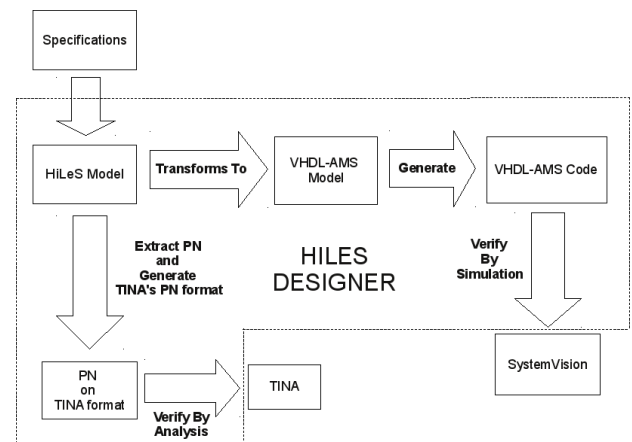 Specifications
HiLeS Model
Transforms To
VHDL-AMS
Model
Generate
VHDL-AMS Code
Extract PN
and
Generate
TINA's PN format
HILES
DESIGNER
Verify
By
Simulation
PN
on
TINA format
Verify By
Analysis
TINA
SystemVision